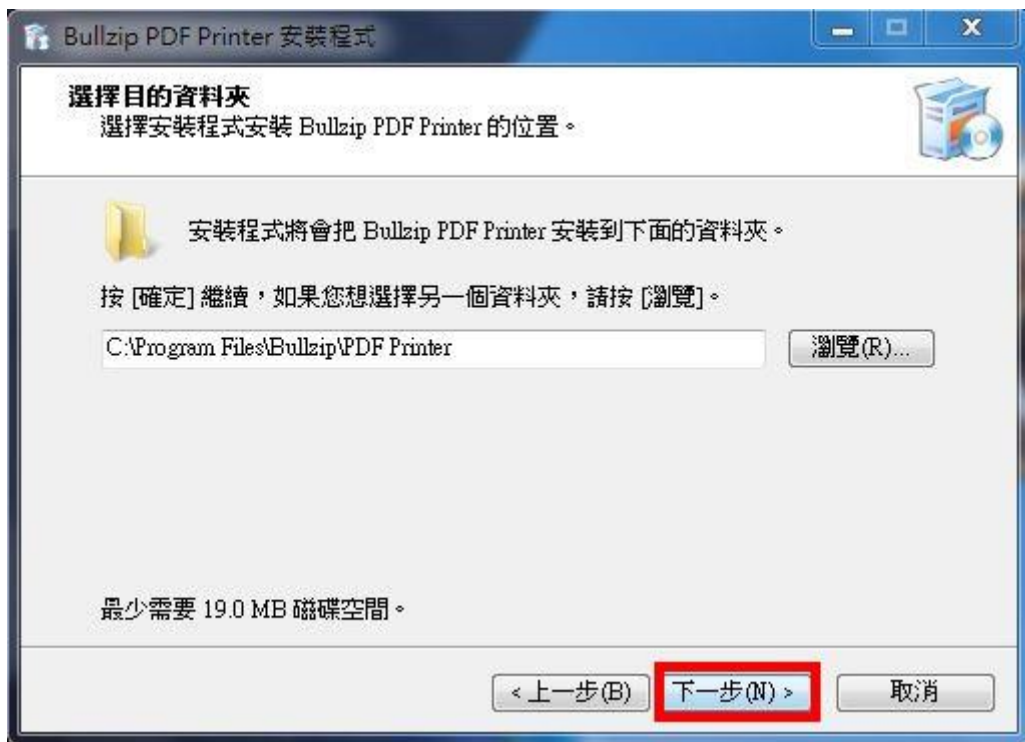 Bullzip PDF Printer 安裝程式
選擇目的資料夾
選擇安裝程式安裝 Bullzip PDF Printer 的位置。
安裝程式將會把 Bullzip PDF Printer 安裝到下面的資料夾。
按 [確定] 繼續，如果您想選擇另一個資料夾，請按 [瀏覽]。
C:\Program Files\Bullzip\PDF Printer
瀏覽(R)...
最少需要 19.0 MB 磁碟空間。
<上一步(B)
下一步(N) >
取消